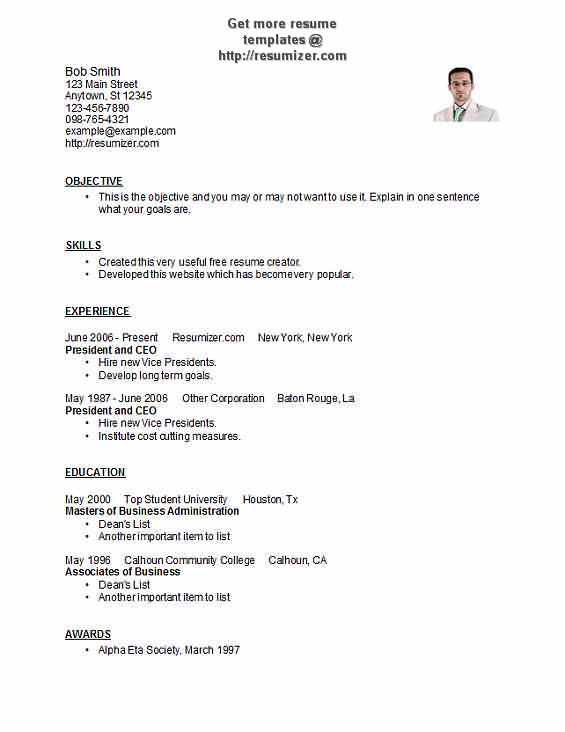 Get more resume
templates @
http://resumizer.com
Bob Smith
123 Main Street
Anytown, St 12345
123-456-7890
098-765-4321
example@example.com
http://resumizer.com
OBJECTIVE
• This is the objective and you may or may not want to use it. Explain in one sentence
what your goals are.
SKILLS
• Created this very useful free resume creator.
• Developed this website which has become very popular.
EXPERIENCE
June 2006 - Present Resumizer.com New York, New York
President and CEO
• Hire new Vice Presidents.
• Develop long term goals.
May 1987 - June 2006 Other Corporation Baton Rouge, La
President and CEO
• Hire new Vice Presidents.
• Institute cost cutting measures.
EDUCATION
May 2000 Top Student University Houston, Tx
Masters of Business Administration
• Dean's List
• Another important item to list
May 1996 Calhoun Community College Calhoun, CA
Associates of Business
• Dean's List
• Another important item to list
AWARDS
• Alpha Eta Society, March 1997